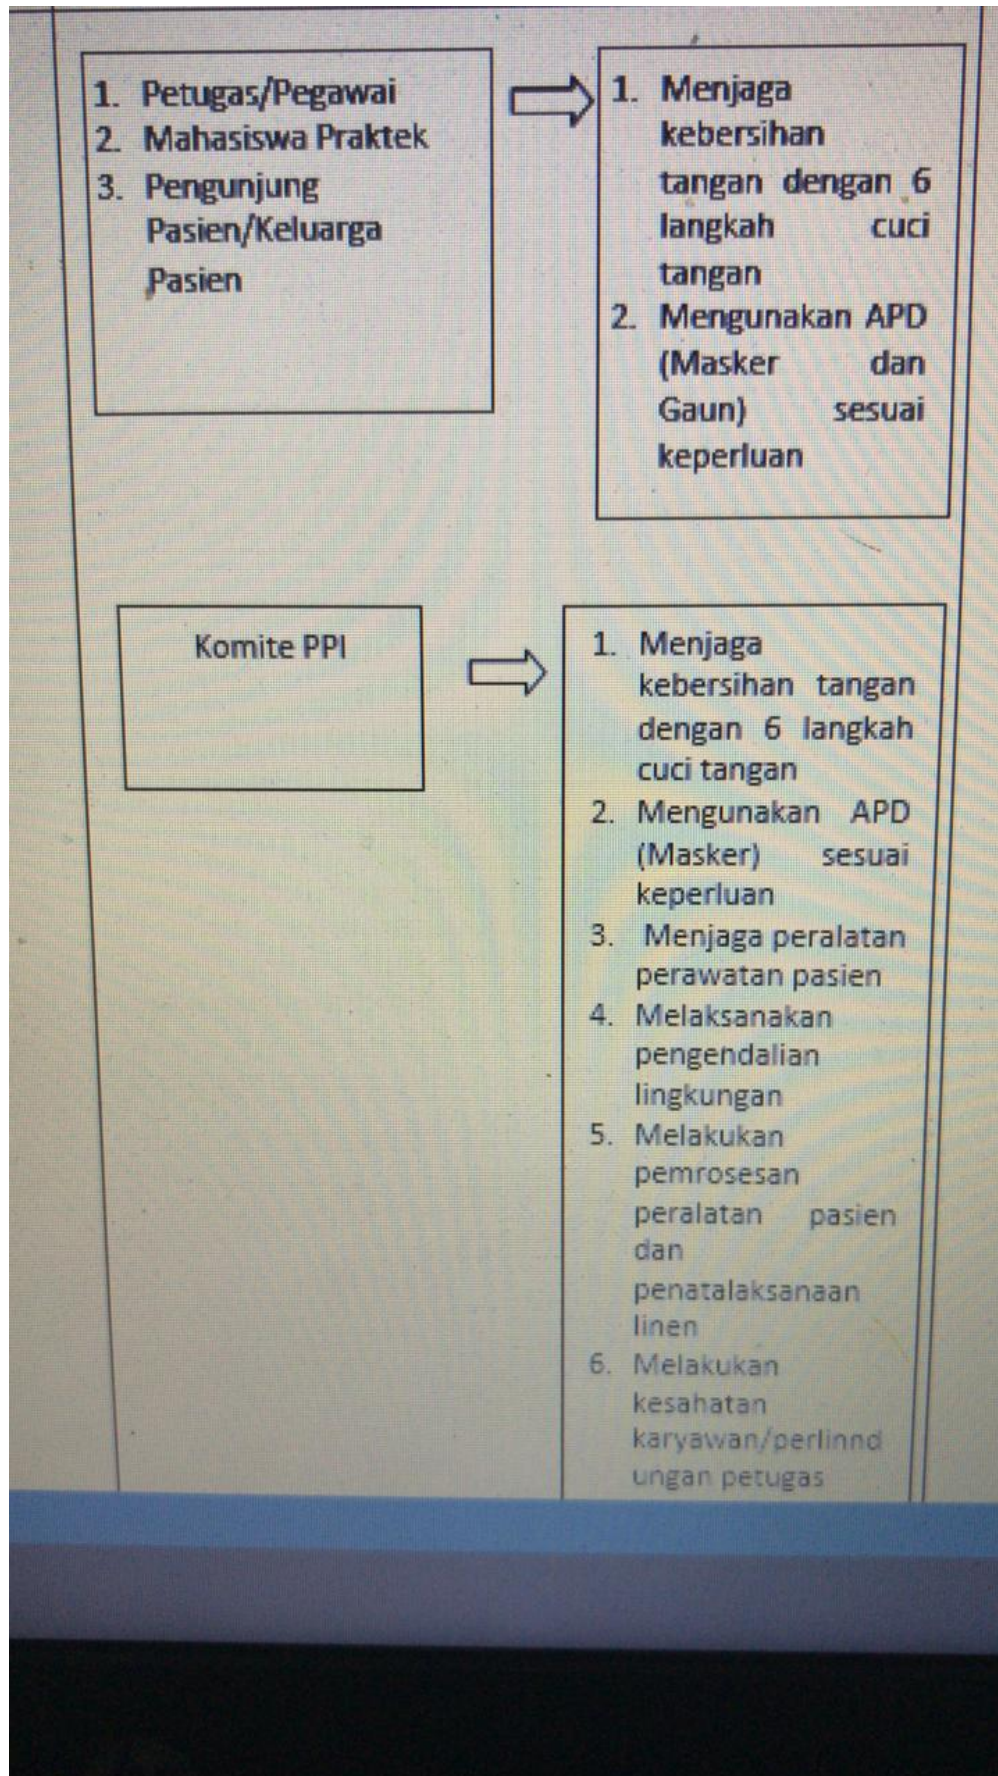 1. Petugas/Pegawai
2. Mahasiswa Praktek
3. Pengunjung
Pasien/Keluarga
Pasien
1. Menjaga
kebersihan
tangan dengan 6
langkah cuci
tangan
2. Mengunakan APD
(Masker dan
Gaun) sesuai
keperluan
Komite PPI
1. Menjaga
kebersihan tangan
dengan 6 langkah
cuci tangan
2. Mengunakan APD
(Masker) sesuai
keperluan
3. Menjaga peralatan
perawatan pasien
4. Melaksanakan
pengendalian
lingkungan
5. Melakukan
pemrosesan
peralatan pasien
dan
penatalaksanaan
linen
6. Melakukan
kesahatan
karyawan/perlinnd
ungan petugas